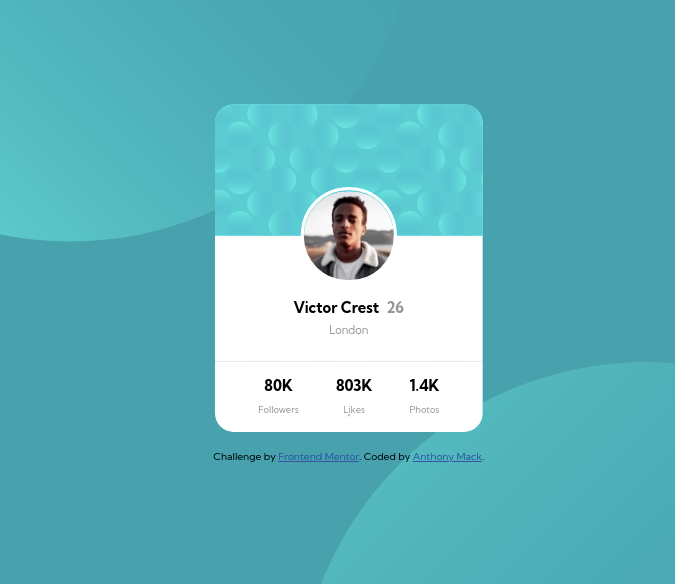 Victor Crest 26
London
80K 803K 1.4K
Followers Likes Photos
Challenge by Frontend Mentor. Coded by Anthony Mack.